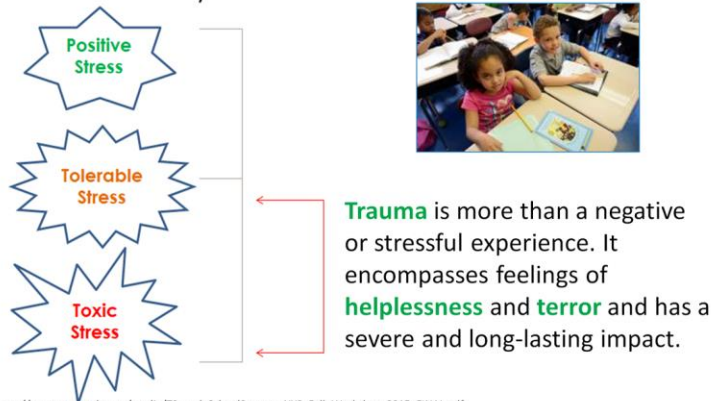 Positive
Stress
Tolerable
Stress
Toxic
Stress
Trauma is more than a negative
or stressful experience. It
encompasses feelings of
helplessness and terror and has a
severe and long-lasting impact.